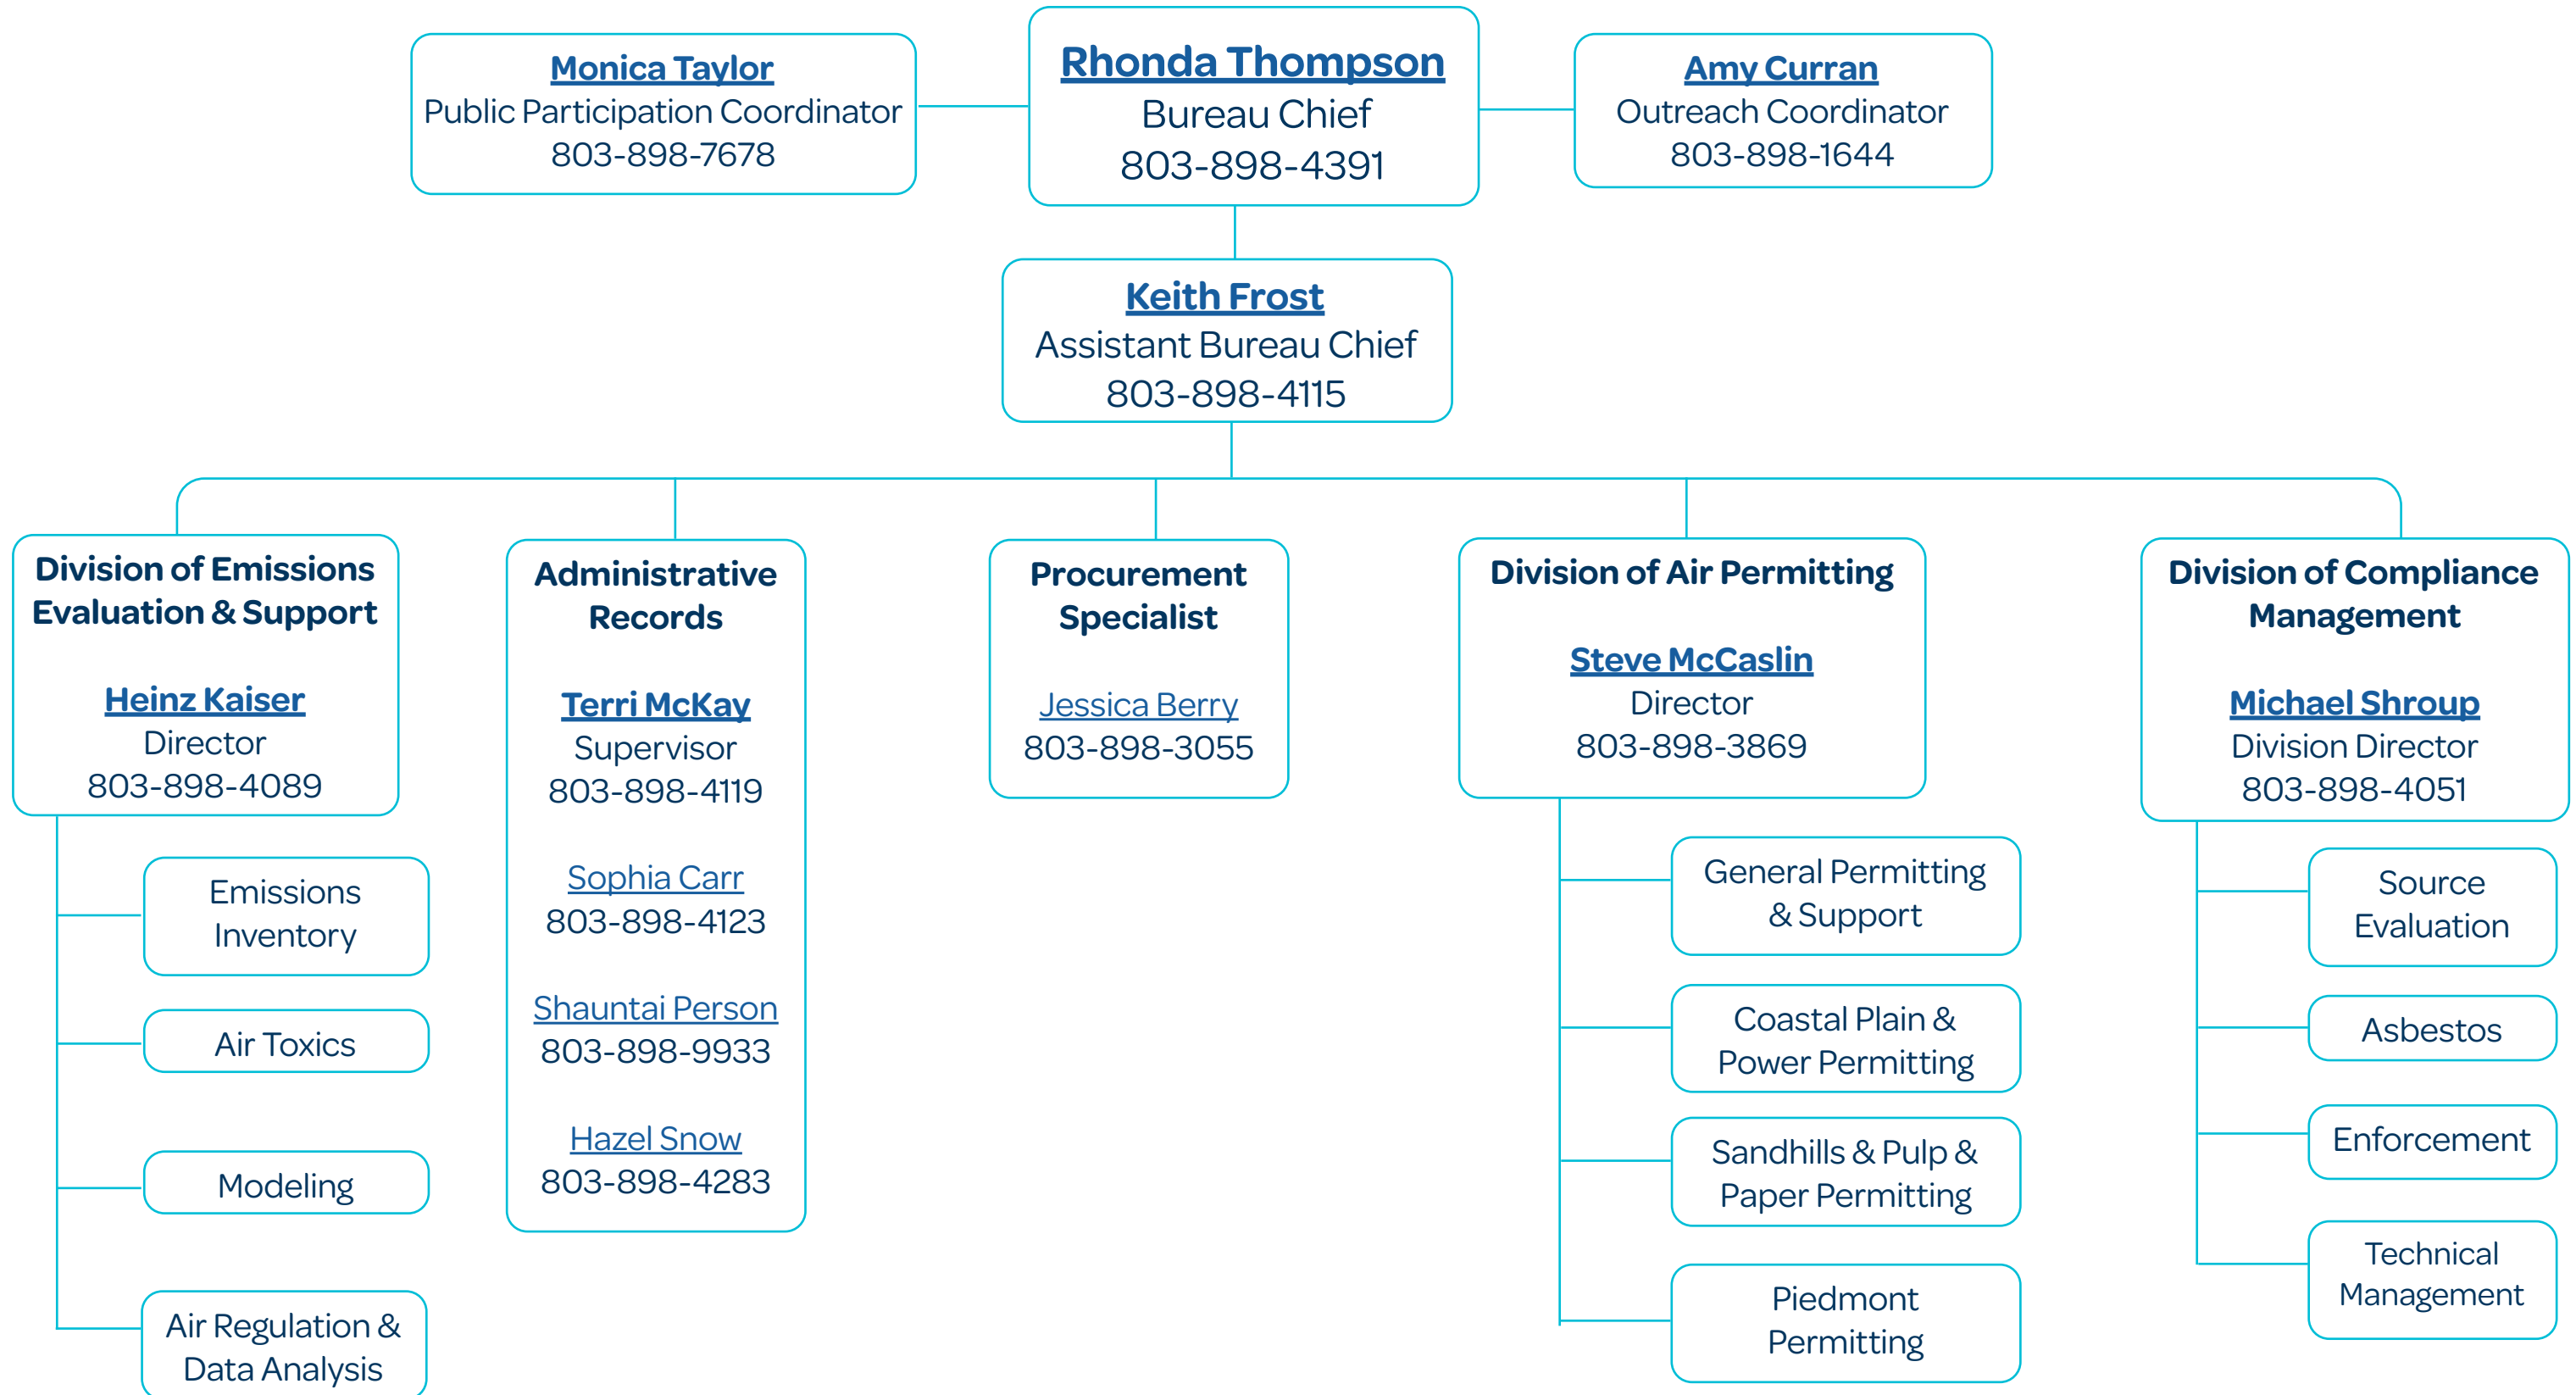 Monica Taylor
Public Participation Coordinator
803-898-7678
Rhonda Thompson
Bureau Chief
803-898-4391
Amy Curran
Outreach Coordinator
803-898-1644
Keith Frost
Assistant Bureau Chief
803-898-4115
Division of Emissions
Evaluation & Support
Heinz Kaiser
Director
803-898-4089
Emissions
Inventory
Air Toxics
Modeling
Air Regulation &
Data Analysis
Administrative
Records
Terri McKay
Supervisor
803-898-4119
Sophia Carr
803-898-4123
Shauntai Person
803-898-9933
Hazel Snow
803-898-4283
Procurement
Specialist
Jessica Berry
803-898-3055
Division of Air Permitting
Steve McCaslin
Director
803-898-3869
General Permitting
& Support
Coastal Plain &
Power Permitting
Sandhills & Pulp &
Paper Permitting
Piedmont
Permitting
Division of Compliance
Management
Michael Shroup
Division Director
803-898-4051
Source
Evaluation
Asbestos
Enforcement
Technical
Management